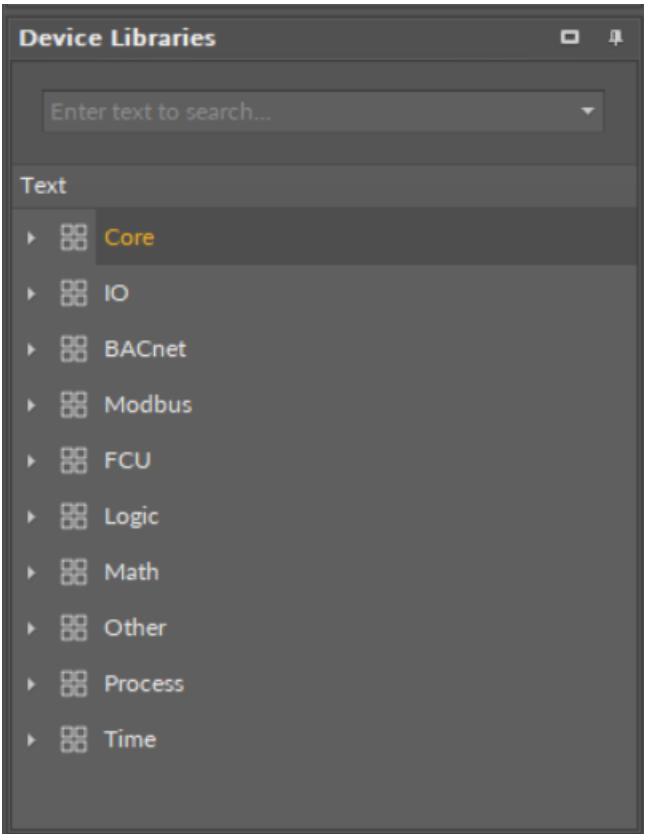 Device Libraries
Enter text to search...
Text
Core
IO
BACnet
Modbus
FCU
Logic
Math
Other
Process
Time